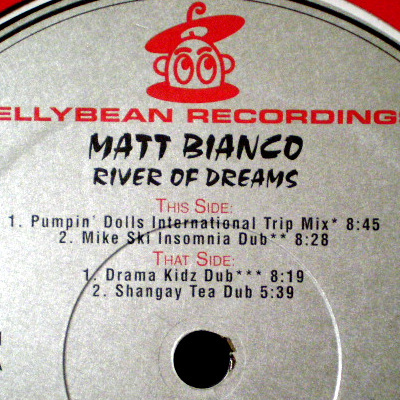 ELLYBEAN RECORDINGS
MATT BIANCO
RIVER OF DREAMS
THIS SIDE:
1. Pumpin' Dolls International Trip Mix* 8:45
2. Mike Ski Insomnia Dub** 8:28
THAT SIDE:
1. Drama Kidz Dub*** 8:19
2. Shangay Tea Dub 5:39